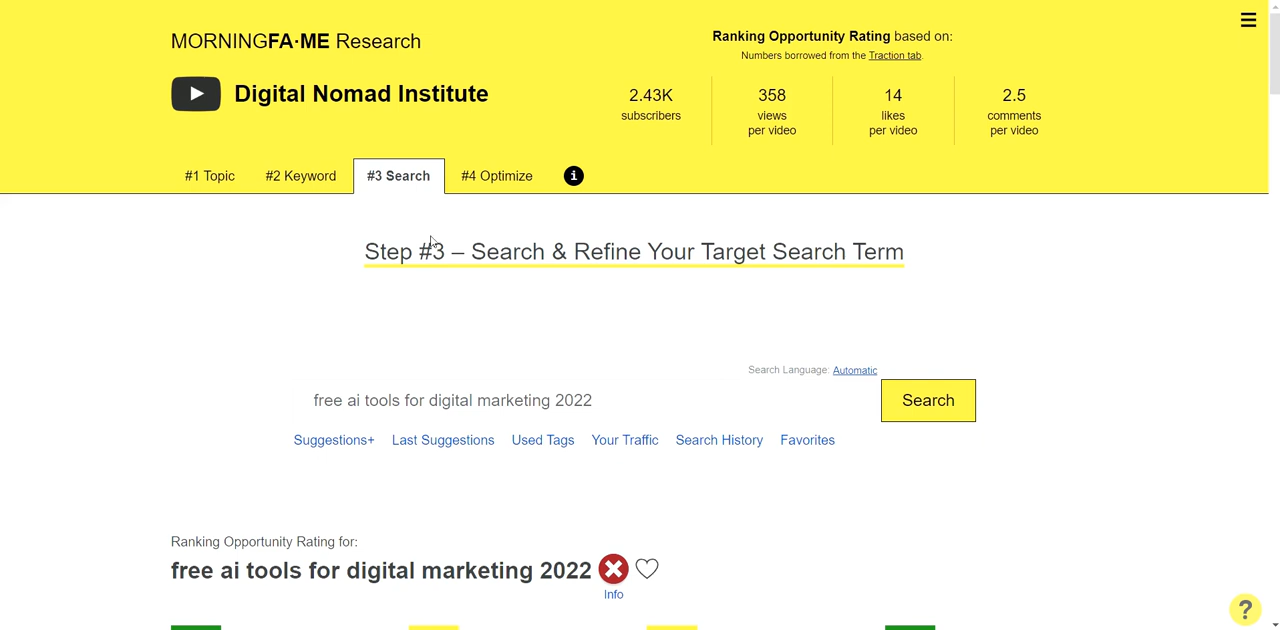 MORNINGFA·ME Research
Ranking Opportunity Rating based on:
Numbers borrowed from the Traction tab.
Digital Nomad Institute
2.43K
subscribers
358
views
per video
14
likes
per video
2.5
comments
per video
#1 Topic
#2 Keyword
#3 Search
#4 Optimize
i
Step #3 – Search & Refine Your Target Search Term
Search Language: Automatic
free ai tools for digital marketing 2022
Search
Suggestions+
Last Suggestions
Used Tags
Your Traffic
Search History
Favorites
Ranking Opportunity Rating for:
free ai tools for digital marketing 2022
Info
?